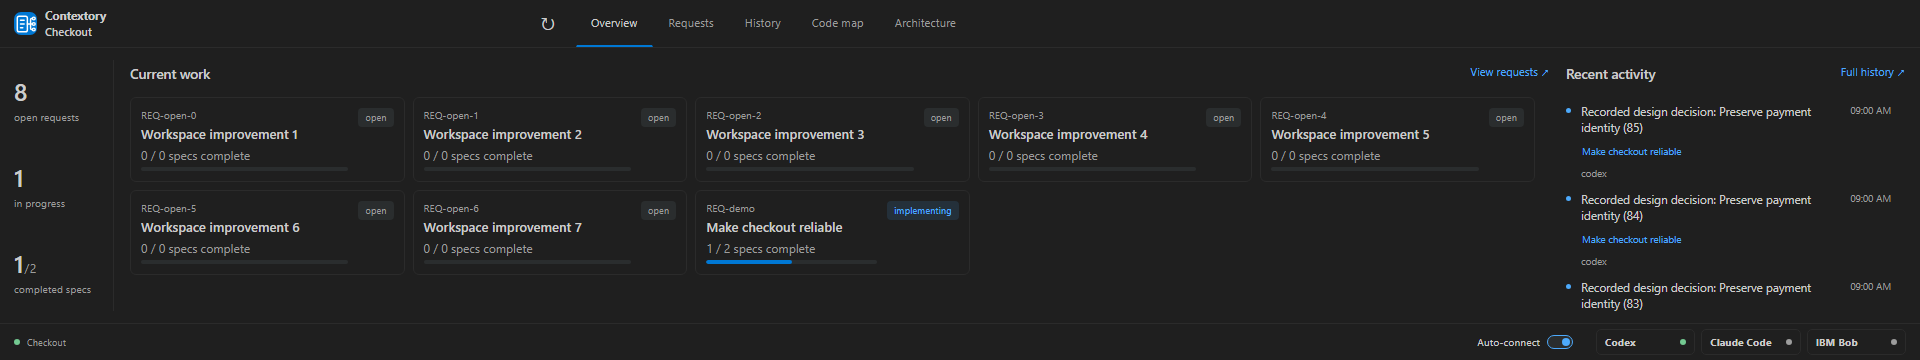 Contextory
Checkout
↻
Overview
Requests
History
Code map
Architecture
8
open requests
1
in progress
1/2
completed specs
Current work
View requests ↗
REQ-open-0
open
Workspace improvement 1
0 / 0 specs complete
REQ-open-1
open
Workspace improvement 2
0 / 0 specs complete
REQ-open-2
open
Workspace improvement 3
0 / 0 specs complete
REQ-open-3
open
Workspace improvement 4
0 / 0 specs complete
REQ-open-4
open
Workspace improvement 5
0 / 0 specs complete
REQ-open-5
open
Workspace improvement 6
0 / 0 specs complete
REQ-open-6
open
Workspace improvement 7
0 / 0 specs complete
REQ-demo
implementing
Make checkout reliable
1 / 2 specs complete
Recent activity
Full history ↗
Recorded design decision: Preserve payment
identity (85)
09:00 AM
Make checkout reliable
codex
Recorded design decision: Preserve payment
identity (84)
09:00 AM
Make checkout reliable
codex
Recorded design decision: Preserve payment
identity (83)
09:00 AM
Checkout
Auto-connect
Codex
Claude Code
IBM Bob